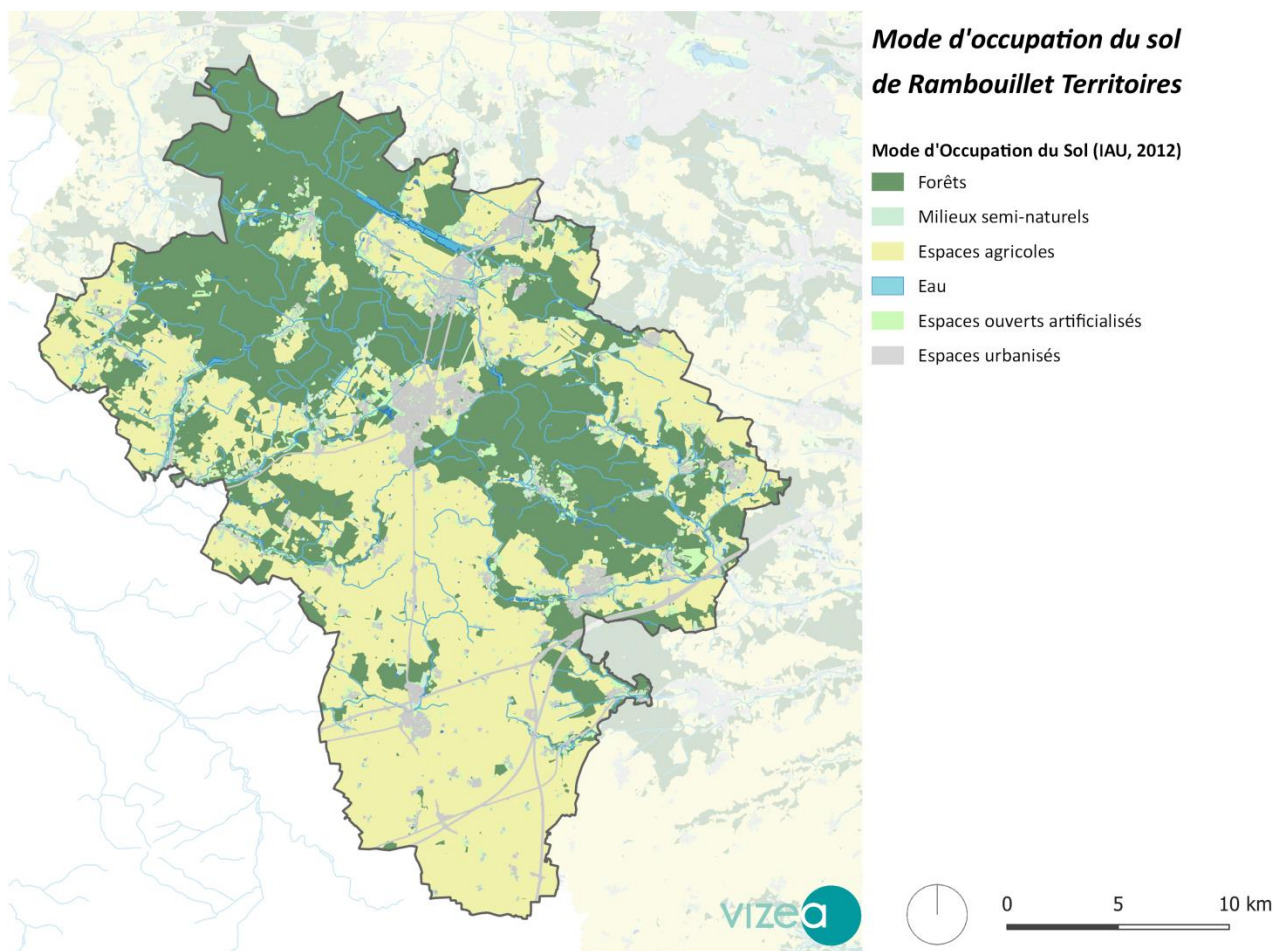 Mode d'occupation du sol
de Rambouillet Territoires
Mode d'Occupation du Sol (IAU, 2012)
Forêts
Milieux semi-naturels
Espaces agricoles
Eau
Espaces ouverts artificialisés
Espaces urbanisés
vizea
0 5 10 km